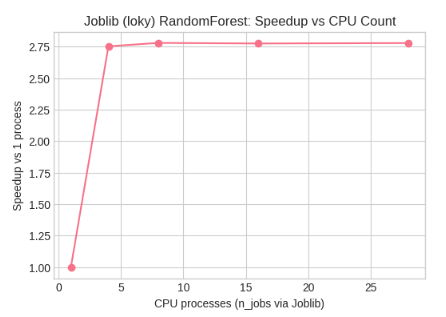 Joblib (loky) RandomForest: Speedup vs CPU Count
Speedup vs 1 process
2.75
2.50
2.25
2.00
1.75
1.50
1.25
1.00
0 5 10 15 20 25
CPU processes (n_jobs via Joblib)